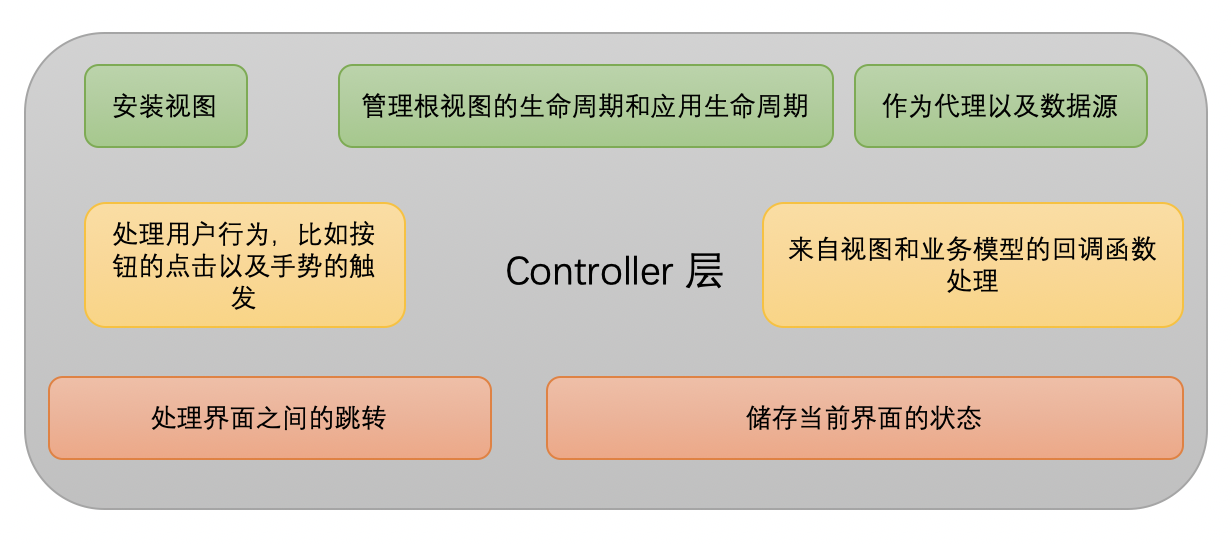 安装视图
管理根视图的生命周期和应用生命周期
作为代理以及数据源
处理用户行为，比如按
钮的点击以及手势的触
发
Controller 层
来自视图和业务模型的回调函数
处理
处理界面之间的跳转
储存当前界面的状态